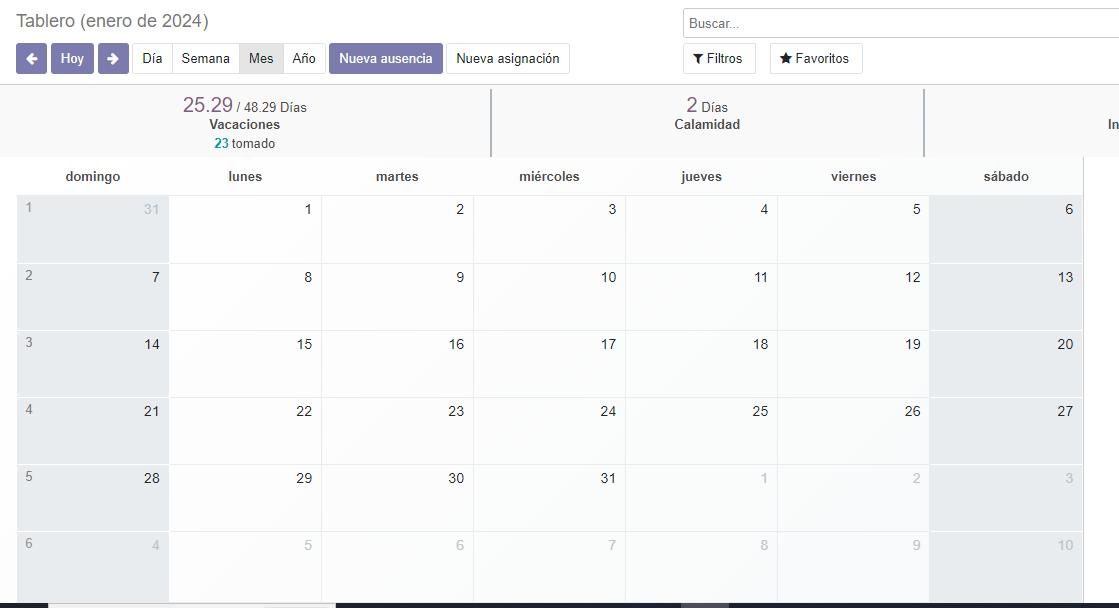 Tablero (enero de 2024)
Buscar...
Hoy Día Semana Mes Año Nueva ausencia Nueva asignación Filtros Favoritos
25.29 / 48.29 Días
Vacaciones
23 tomado
2 Días
Calamidad
domingo lunes martes miércoles jueves viernes sábado
1 31 1 2 3 4 5 6
2 7 8 9 10 11 12 13
3 14 15 16 17 18 19 20
4 21 22 23 24 25 26 27
5 28 29 30 31 1 2 3
6 4 5 6 7 8 9 10